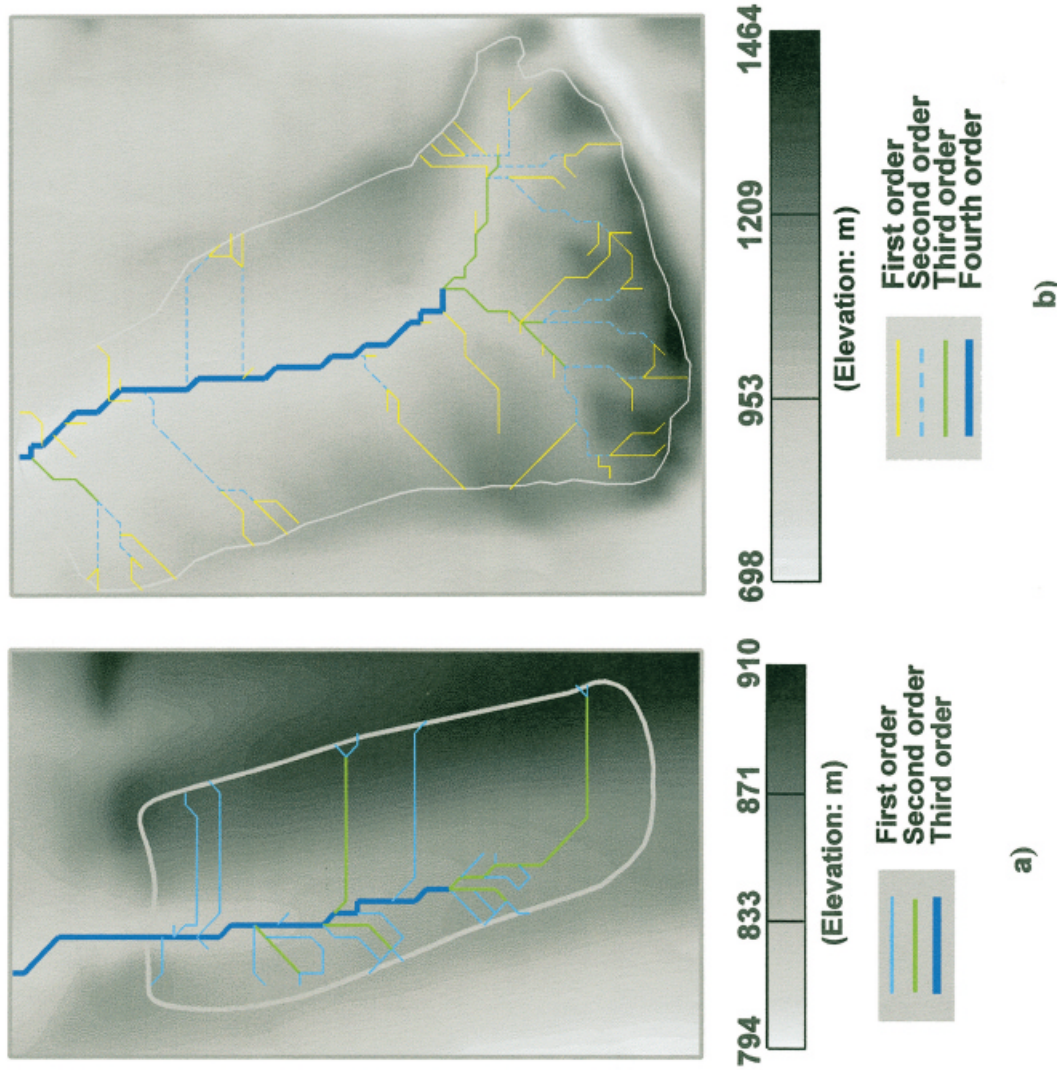 794 833 871 910
(Elevation: m)
First order
Second order
Third order
a)
698 953 1209 1464
(Elevation: m)
First order
Second order
Third order
Fourth order
b)